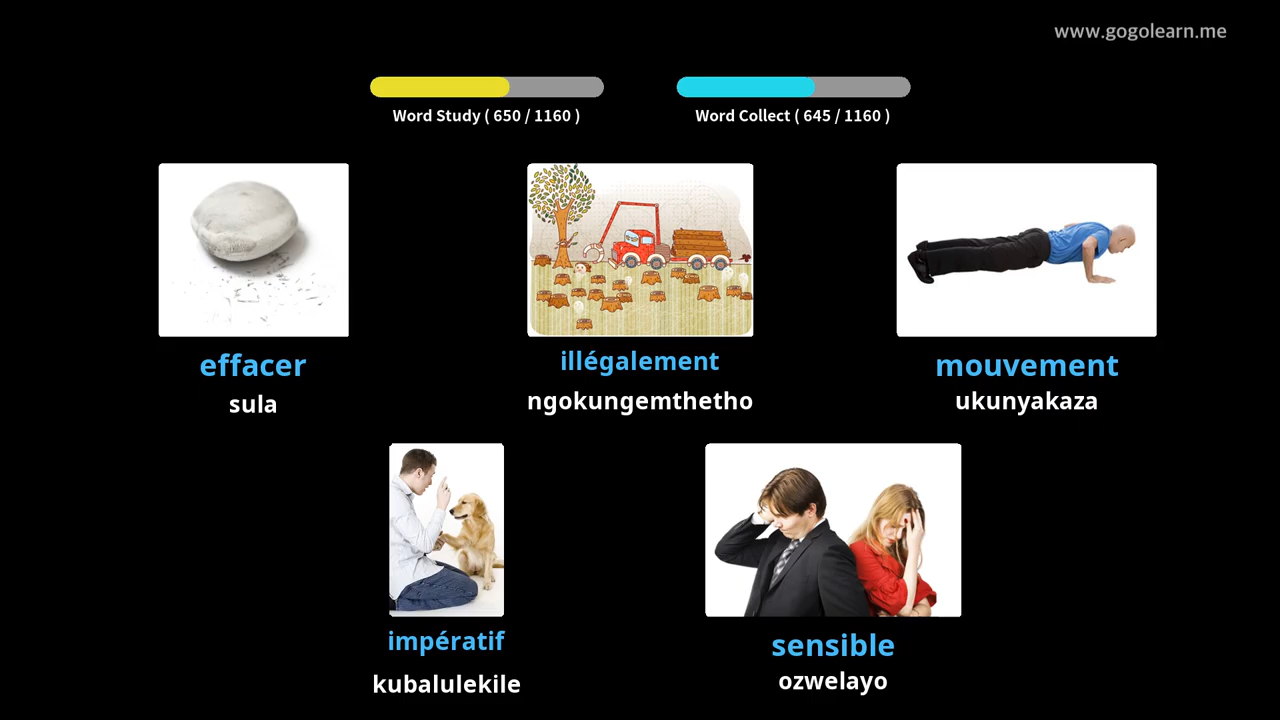 www.gogolearn.me
Word Study ( 650 / 1160 )
Word Collect ( 645 / 1160 )
effacer
sula
illégalement
ngokungemthetho
mouvement
ukunyakaza
impératif
kubalulekile
sensible
ozwelayo